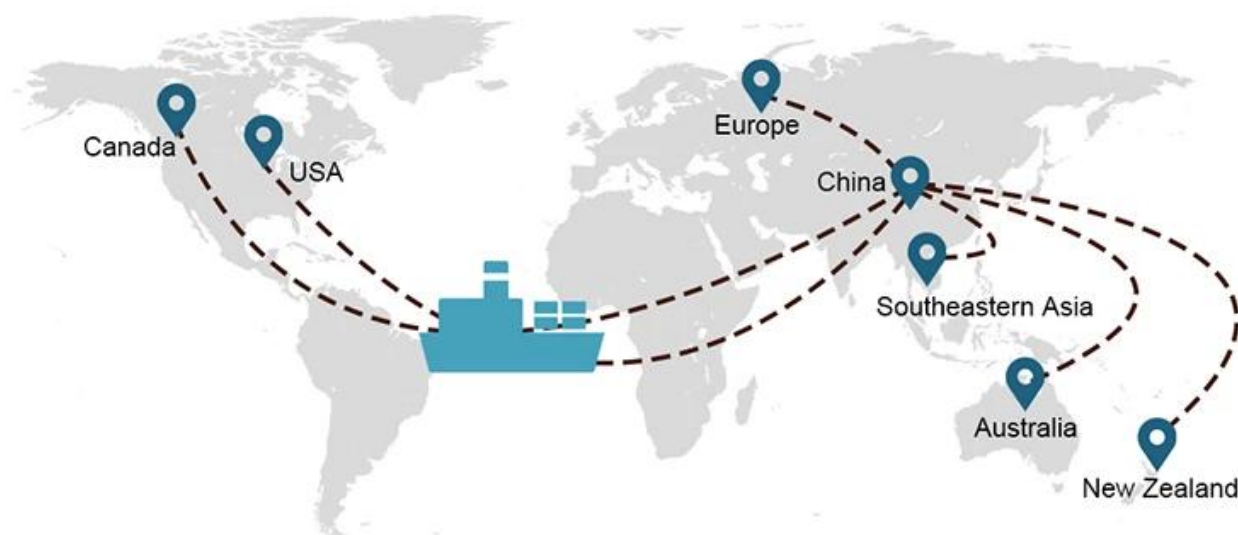 Canada
USA
Europe
China
Southeastern Asia
Australia
New Zealand